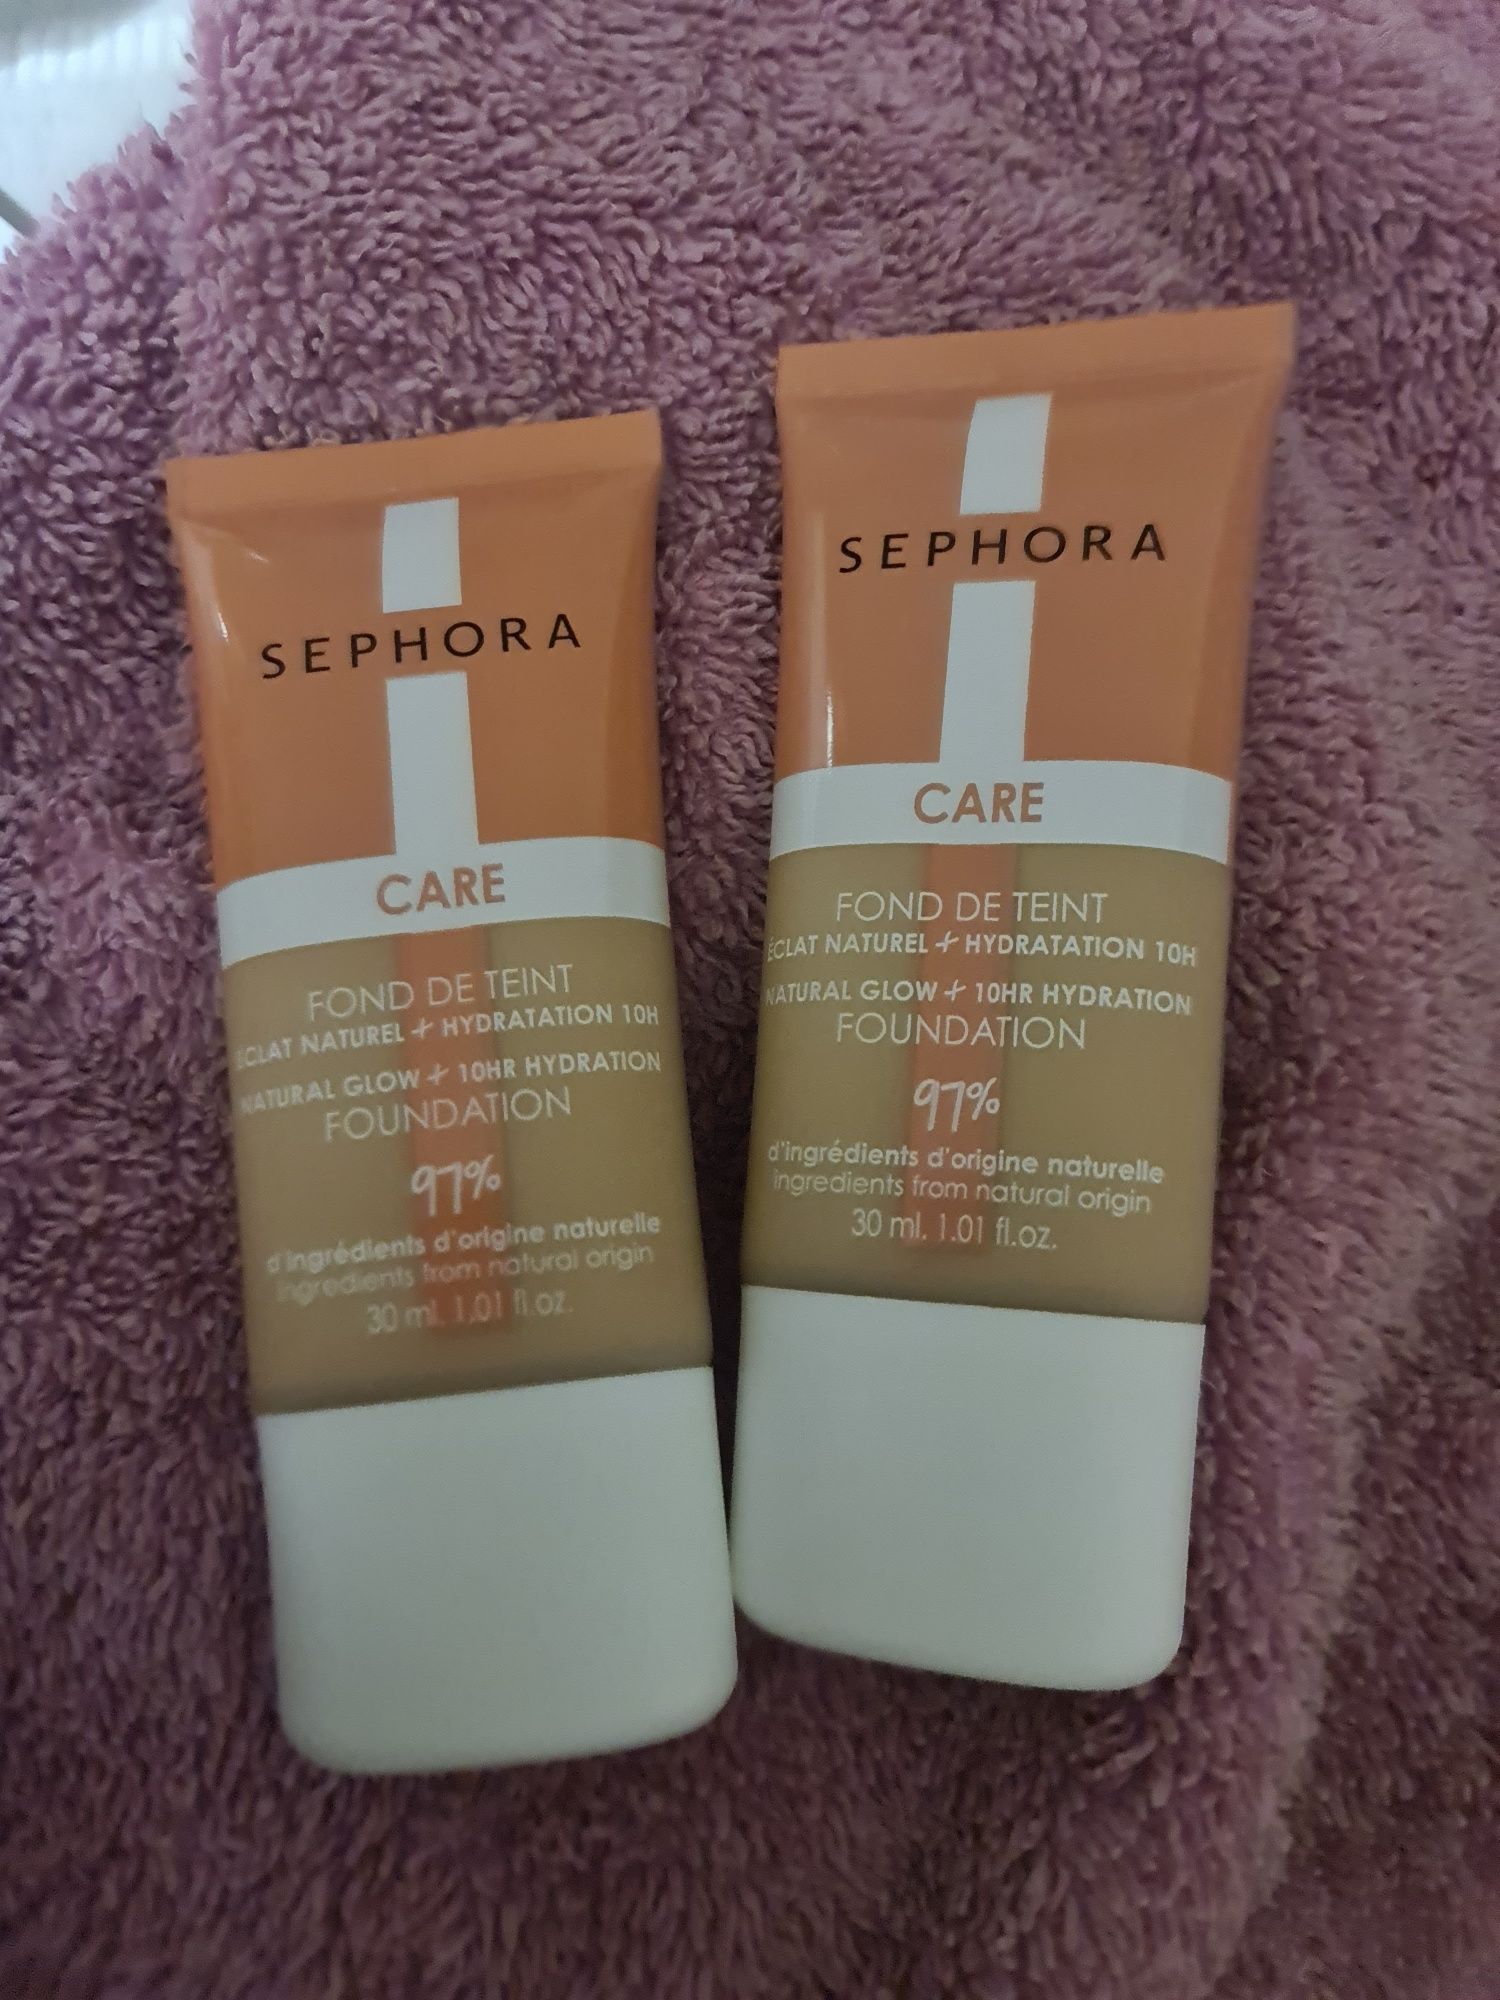 SEPHORA
CARE
FOND DE TEINT
ÉCLAT NATUREL + HYDRATATION 10H
NATURAL GLOW + 10HR HYDRATION
FOUNDATION
97%
d'ingrédients d'origine naturelle
ingredients from natural origin
30 ml. 1.01 fl.oz.
SEPHORA
CARE
FOND DE TEINT
ÉCLAT NATUREL + HYDRATATION 10H
NATURAL GLOW + 10HR HYDRATION
FOUNDATION
97%
d'ingrédients d'origine naturelle
ingredients from natural origin
30 ml. 1.01 fl.oz.